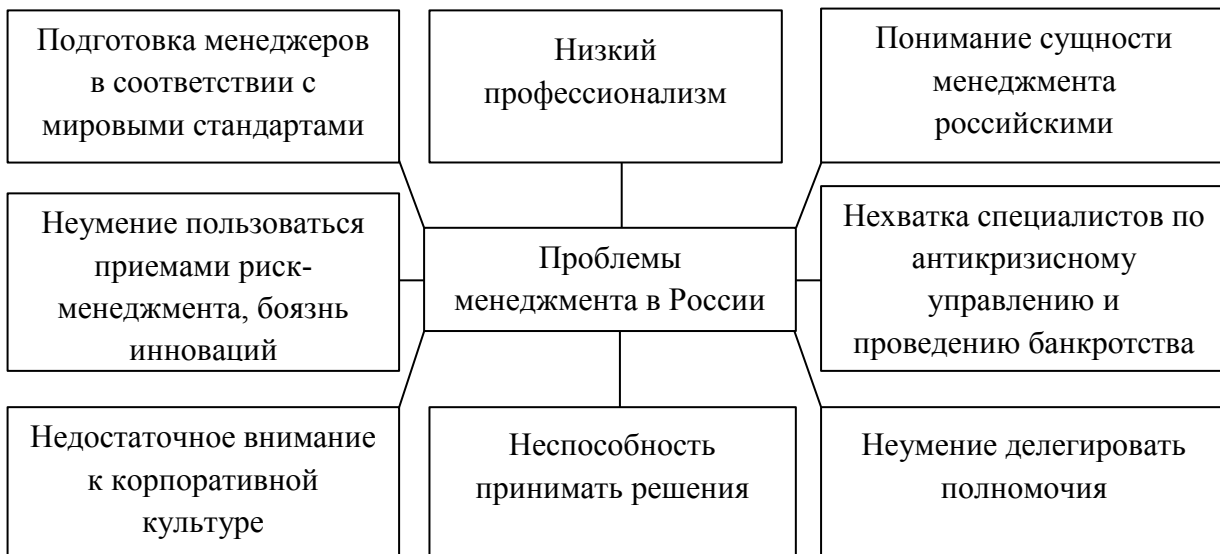 Подготовка менеджеров
в соответствии с
мировыми стандартами
Низкий
профессионализм
Понимание сущности
менеджмента
российскими
Неумение пользоваться
приемами риск-
менеджмента, боязнь
инноваций
Проблемы
менеджмента в России
Нехватка специалистов по
антикризисному
управлению и
проведению банкротства
Недостаточное внимание
к корпоративной
культуре
Неспособность
принимать решения
Неумение делегировать
полномочия